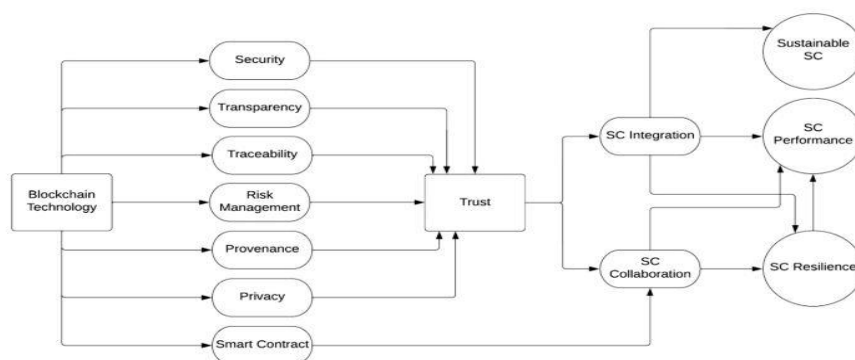 Security
Transparency
Traceability
Blockchain
Technology
Risk
Management
Provenance
Privacy
Smart Contract
Trust
SC Integration
SC
Collaboration
Sustainable
SC
SC
Performance
SC Resilience